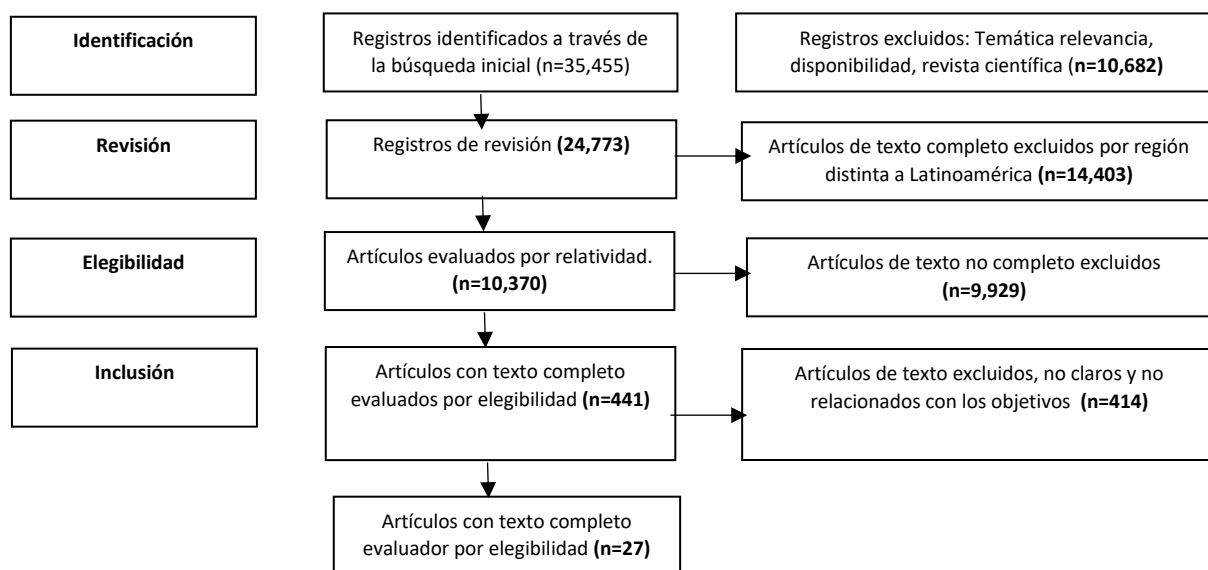 Identificación
Registros identificados a través de
la búsqueda inicial (n=35,455)
Registros excluidos: Temática relevancia,
disponibilidad, revista científica (n=10,682)
Revisión
Registros de revisión (24,773)
Artículos de texto completo excluidos por región
distinta a Latinoamérica (n=14,403)
Elegibilidad
Artículos evaluados por relatividad.
(n=10,370)
Artículos de texto no completo excluidos
(n=9,929)
Inclusión
Artículos con texto completo
evaluados por elegibilidad (n=441)
Artículos de texto excluidos, no claros y no
relacionados con los objetivos (n=414)
Artículos con texto completo
evaluador por elegibilidad (n=27)